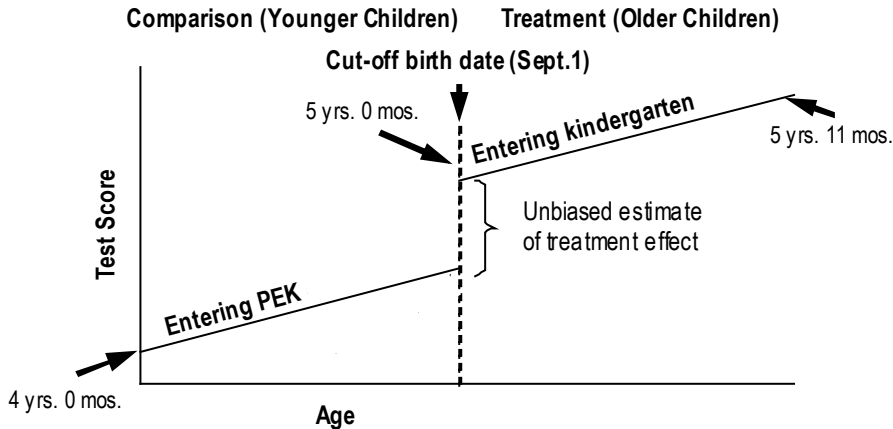 Comparison (Younger Children)
Treatment (Older Children)
Cut-off birth date (Sept.1)
5 yrs. 0 mos.
Entering kindergarten
5 yrs. 11 mos.
Test Score
Unbiased estimate
of treatment effect
Entering PEK
4 yrs. 0 mos.
Age